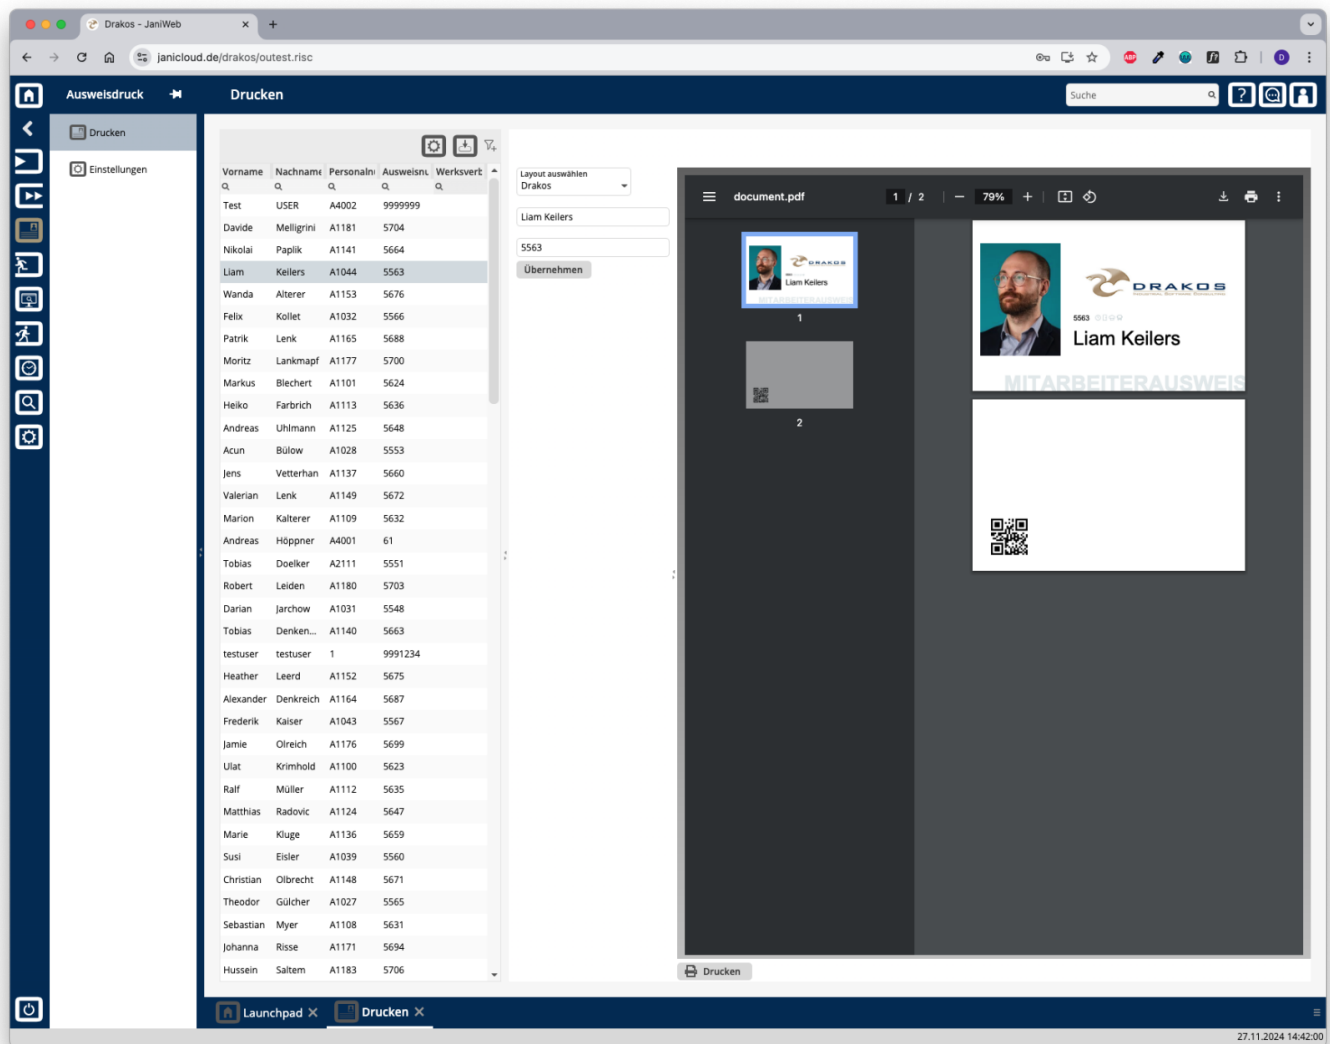 Drakos - JaniWeb
janicloud.de/drakos/outest.risc
ABP
D
Ausweisdruck
Drucken
Suche
Drucken
Einstellungen
Vorname Nachname Personalnu Ausweisnu Werksverb
Test USER A4002 9999999
Davide Melligrini A1181 5704
Nikolai Paplik A1141 5664
Liam Keilers A1044 5563
Wanda Alterer A1153 5676
Felix Kollet A1032 5566
Patrik Lenk A1165 5688
Moritz Lankmapf A1177 5700
Markus Blechert A1101 5624
Heiko Farbrich A1113 5636
Andreas Uhlmann A1125 5648
Acun Bülow A1028 5553
Jens Vetterhan A1137 5660
Valerian Lenk A1149 5672
Marion Kalterer A1109 5632
Andreas Höppner A4001 61
Tobias Doelker A2111 5551
Robert Leiden A1180 5703
Darian Jarchow A1031 5548
Tobias Denken... A1140 5663
testuser testuser 1 9991234
Heather Leerd A1152 5675
Alexander Denkreich A1164 5687
Frederik Kaiser A1043 5567
Jamie Olreich A1176 5699
Ulat Krimhold A1100 5623
Ralf Müller A1112 5635
Matthias Radovic A1124 5647
Marie Kluge A1136 5659
Susi Eisler A1039 5560
Christian Olbrecht A1148 5671
Theodor Gülcher A1027 5565
Sebastian Myer A1108 5631
Johanna Risse A1171 5694
Hussein Saltem A1183 5706
Layout auswählen
Drakos
Liam Keilers
5563
Übernehmen
document.pdf 1 / 2 79%
DRAKOS
Liam Keilers
MITARBEITERAUSWEIS
1
2
DRAKOS
5563
Liam Keilers
MITARBEITERAUSWEIS
Drucken
Launchpad
Drucken
27.11.2024 14:42:00